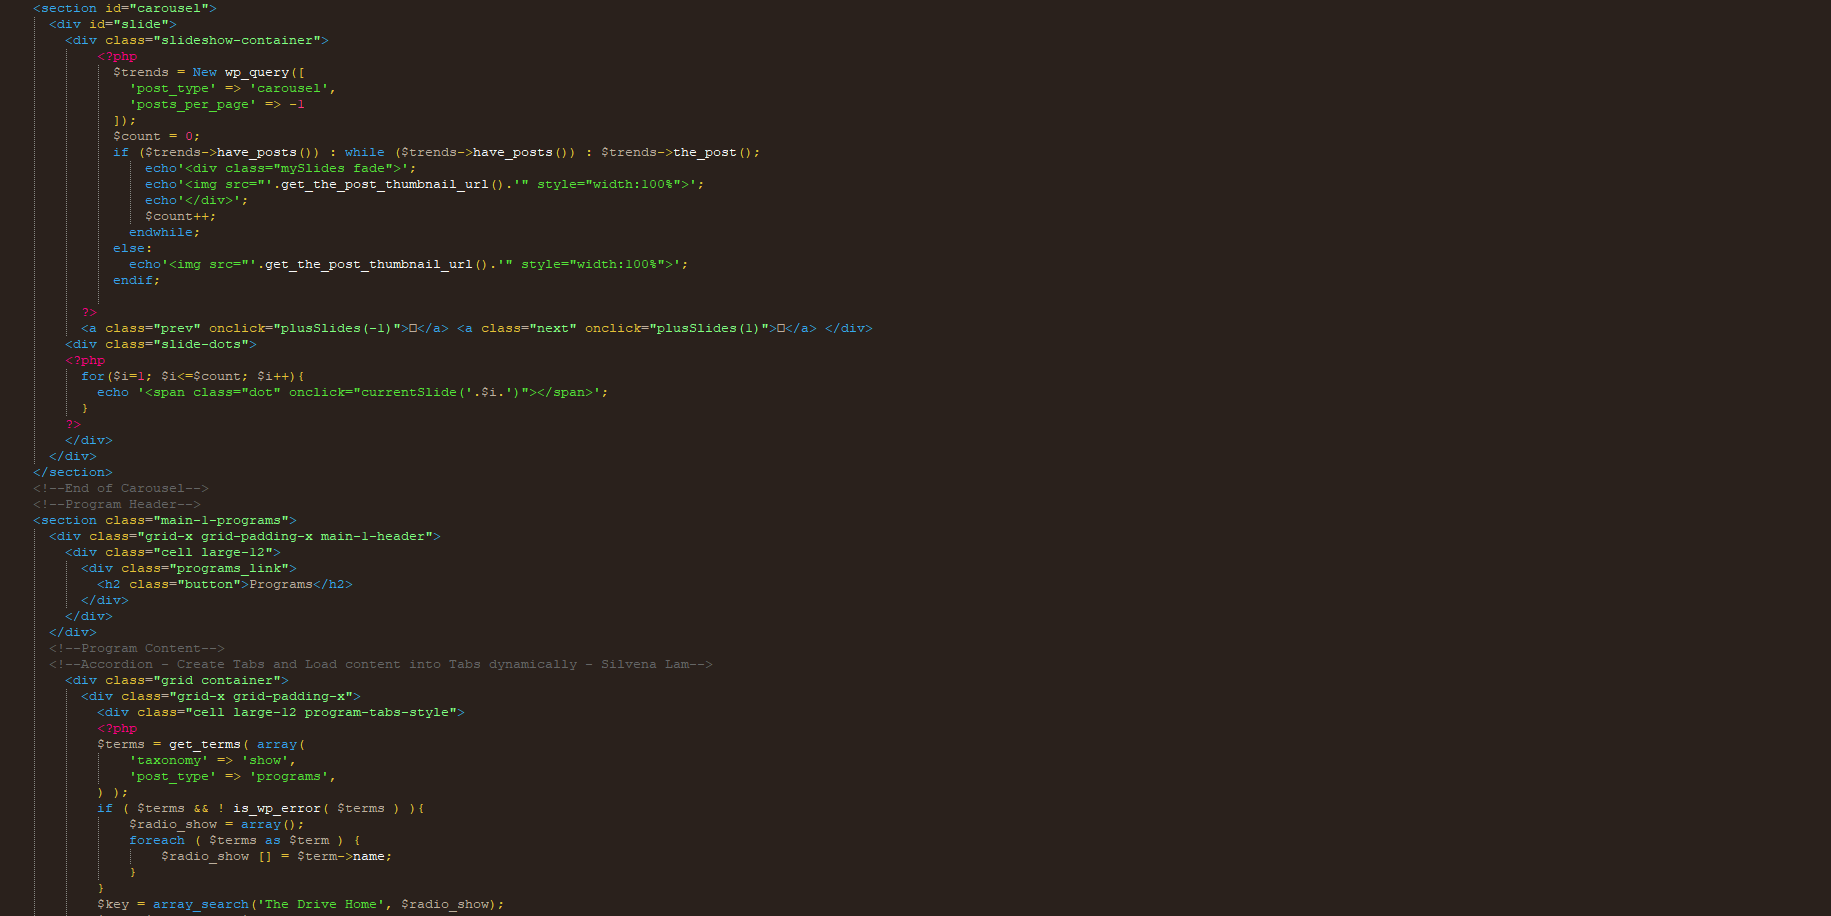 <section id="carousel">
<div id="slide">
<div class="slideshow-container">
<?php
$trends = New wp_query([
'post_type' => 'carousel',
'posts_per_page' => -1
]);
$count = 0;
if ($trends->have_posts()) : while ($trends->have_posts()) : $trends->the_post();
echo'<div class="mySlides fade">';
echo'<img src="'.get_the_post_thumbnail_url().'" style="width:100%">';
echo'</div>';
$count++;
endwhile;
else:
echo'<img src="'.get_the_post_thumbnail_url().'" style="width:100%">';
endif;
?>
<a class="prev" onclick="plusSlides(-1)">□</a> <a class="next" onclick="plusSlides(1)">□</a> </div>
<div class="slide-dots">
<?php
for($i=1; $i<=$count; $i++){
echo '<span class="dot" onclick="currentSlide('.$i.')"></span>';
}
?>
</div>
</div>
</section>
<!--End of Carousel-->
<!--Program Header-->
<section class="main-1-programs">
<div class="grid-x grid-padding-x main-1-header">
<div class="cell large-12">
<div class="programs_link">
<h2 class="button">Programs</h2>
</div>
</div>
</div>
<!--Program Content-->
<!--Accordion - Create Tabs and Load content into Tabs dynamically - Silvena Lam-->
<div class="grid container">
<div class="grid-x grid-padding-x">
<div class="cell large-12 program-tabs-style">
<?php
$terms = get_terms( array(
'taxonomy' => 'show',
'post_type' => 'programs',
) );
if ( $terms && ! is_wp_error( $terms ) ){
$radio_show = array();
foreach ( $terms as $term ) {
$radio_show [] = $term->name;
}
}
$key = array_search('The Drive Home', $radio_show);